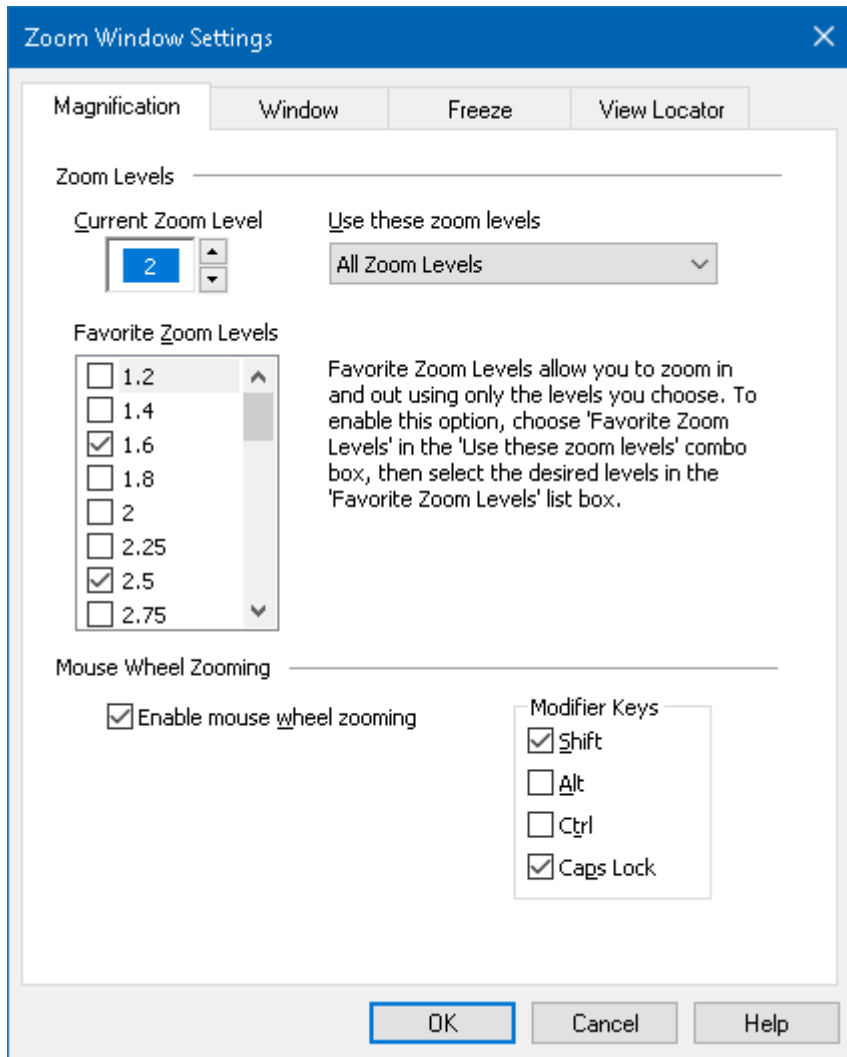 Zoom Window Settings
Magnification
Window
Freeze
View Locator
Zoom Levels
Current Zoom Level
Use these zoom levels
2
All Zoom Levels
Favorite Zoom Levels
1.2
1.4
1.6
1.8
2
2.25
2.5
2.75
Favorite Zoom Levels allow you to zoom in
and out using only the levels you choose. To
enable this option, choose 'Favorite Zoom
Levels' in the 'Use these zoom levels' combo
box, then select the desired levels in the
'Favorite Zoom Levels' list box.
Mouse Wheel Zooming
Enable mouse wheel zooming
Modifier Keys
Shift
Alt
Ctrl
Caps Lock
OK
Cancel
Help